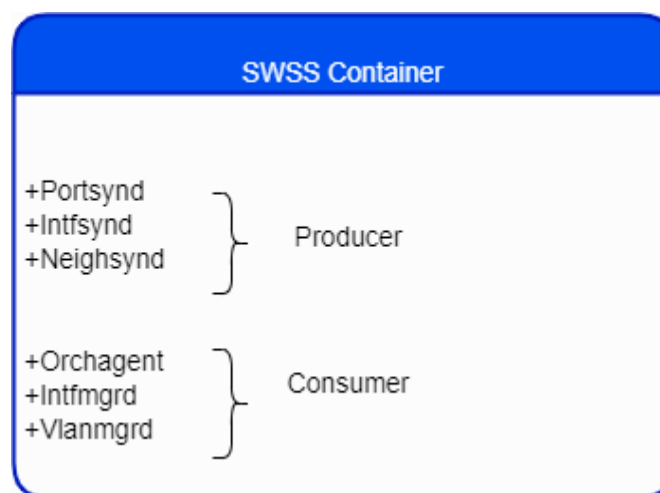 SWSS Container
+Portsynd
+Intfsynd
+Neighsynd
Producer
+Orchagent
+Intfmgrd
+Vlanmgrd
Consumer